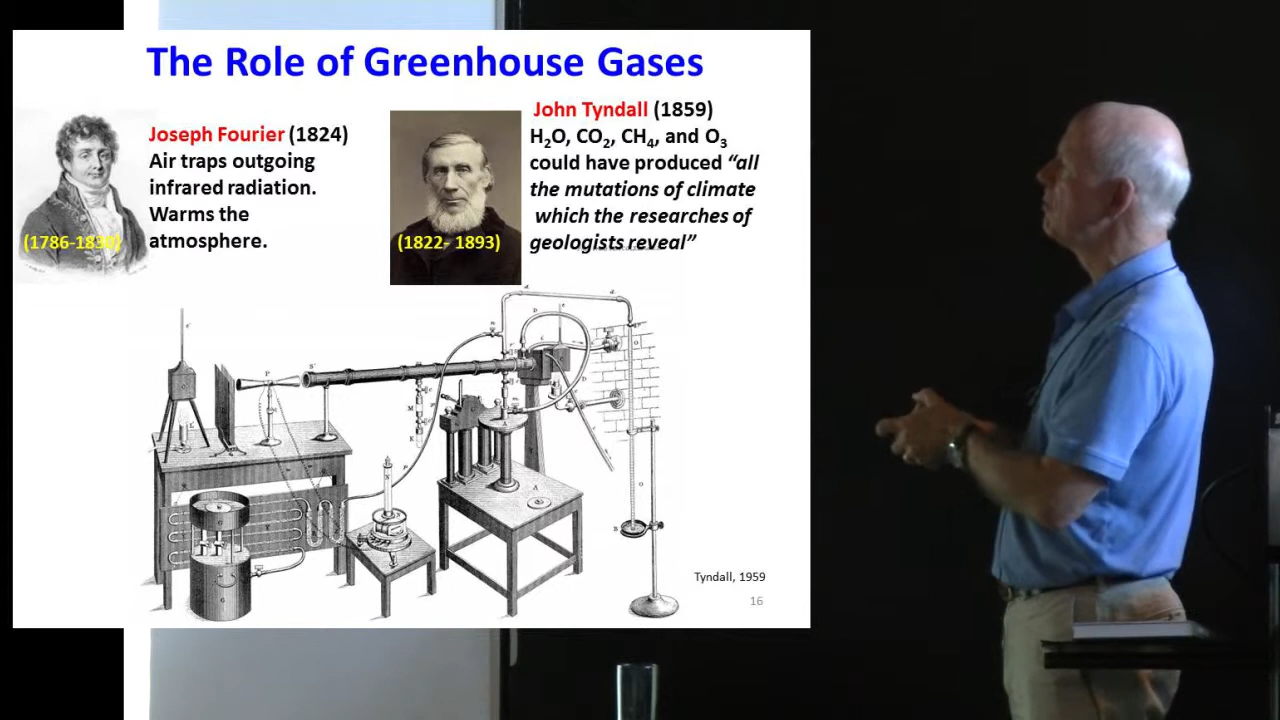 The Role of Greenhouse Gases
Joseph Fourier (1824)
Air traps outgoing
infrared radiation.
Warms the
atmosphere.
(1786-1830)
John Tyndall (1859)
H₂O, CO₂, CH₄, and O₃
could have produced “all
the mutations of climate
which the researches of
geologists reveal”
(1822- 1893)
Tyndall, 1959
16